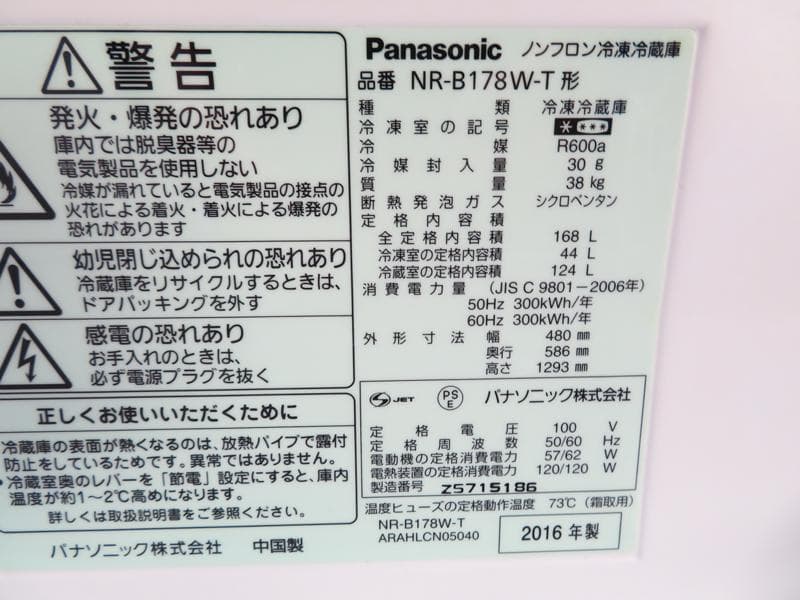 警告
発火・爆発の恐れあり
庫内では脱臭器等の
電気製品を使用しない
冷媒が漏れていると電気製品の接点の
火花による着火・着火による爆発の
恐れがあります
幼児閉じ込められの恐れあり
冷蔵庫をリサイクルするときは、
ドアパッキングを外す
感電の恐れあり
お手入れのときは、
必ず電源プラグを抜く
正しくお使いいただくために
冷蔵庫の表面が熱くなるのは、放熱パイプで露付
防止をしているためです。異常ではありません。
・冷蔵室奥のレバーを「節電」設定にすると、庫内
温度が約1～2℃高めになります。
詳しくは取扱説明書をご参照ください。
パナソニック株式会社 中国製
Panasonic ノンフロン冷凍冷蔵庫
品番 NR-B178W-T 形
種類 冷凍冷蔵庫
冷凍室の記号 * ***
冷媒 R600a
冷媒封入量 30 g
質量 38 kg
断熱発泡ガス シクロペンタン
定格内容積
全定格内容積 168 L
冷凍室の定格内容積 44 L
冷蔵室の定格内容積 124 L
消費電力量 (JIS C 9801-2006年)
50Hz 300kWh/年
60Hz 300kWh/年
外形寸法 幅 480 mm
奥行 586 mm
高さ 1293 mm
S JET PS E パナソニック株式会社
定格電圧 100 V
定格周波数 50/60 Hz
電動機の定格消費電力 57/62 W
電熱装置の定格消費電力 120/120 W
製造番号 Z5715186
温度ヒューズの定格動作温度 73℃(霜取用)
NR-B178W-T
ARAHLCN05040
2016 年製